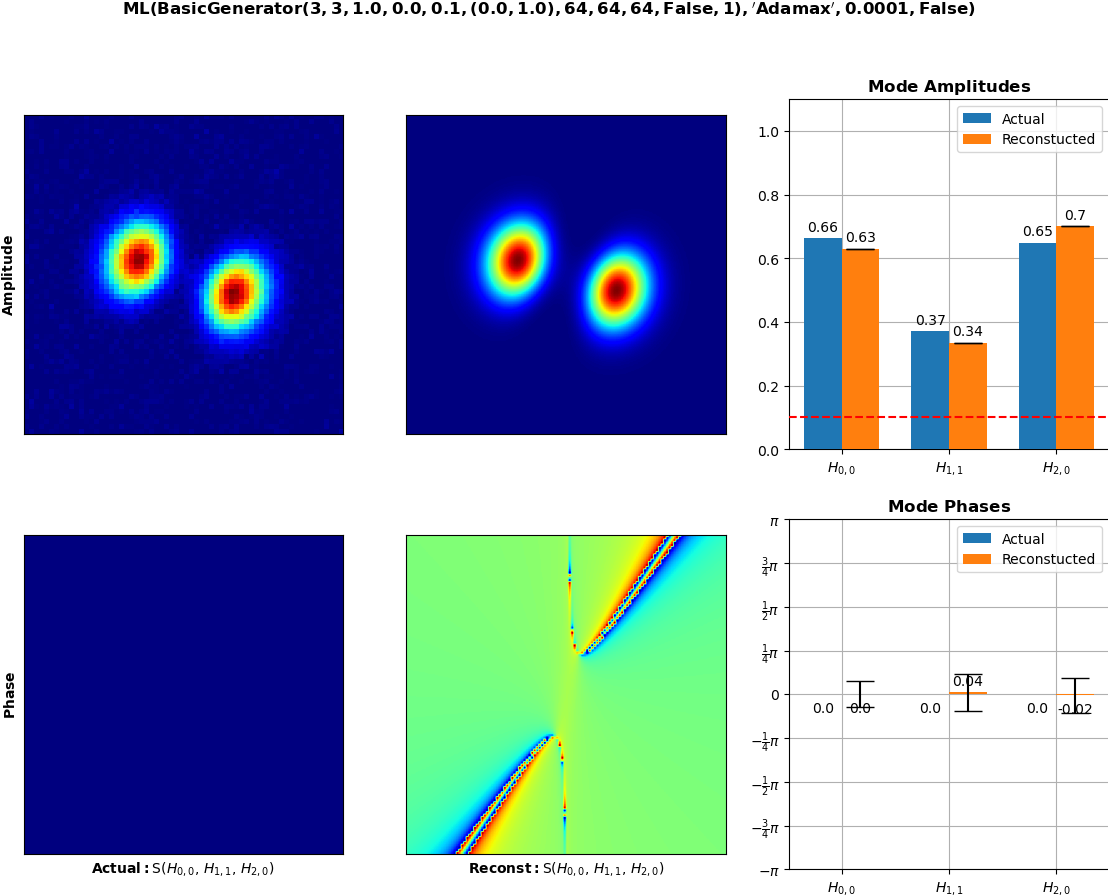 ML(BasicGenerator(3, 3, 1.0, 0.0, 0.1, (0.0, 1.0), 64, 64, 64, False, 1), ′Adamax′, 0.0001, False)
Amplitude
Mode Amplitudes
Actual
Reconstucted
1.0
0.8
0.6
0.4
0.2
0.0
0.66
0.63
0.37
0.34
0.65
0.7
H0,0
H1,1
H2,0
Phase
Actual: S(H0,0, H1,1, H2,0)
Reconst: S(H0,0, H1,1, H2,0)
Mode Phases
Actual
Reconstucted
π
3/4π
1/2π
1/4π
0
−1/4π
−1/2π
−3/4π
−π
0.0
0.0
0.0
0.04
0.0
-0.02
H0,0
H1,1
H2,0